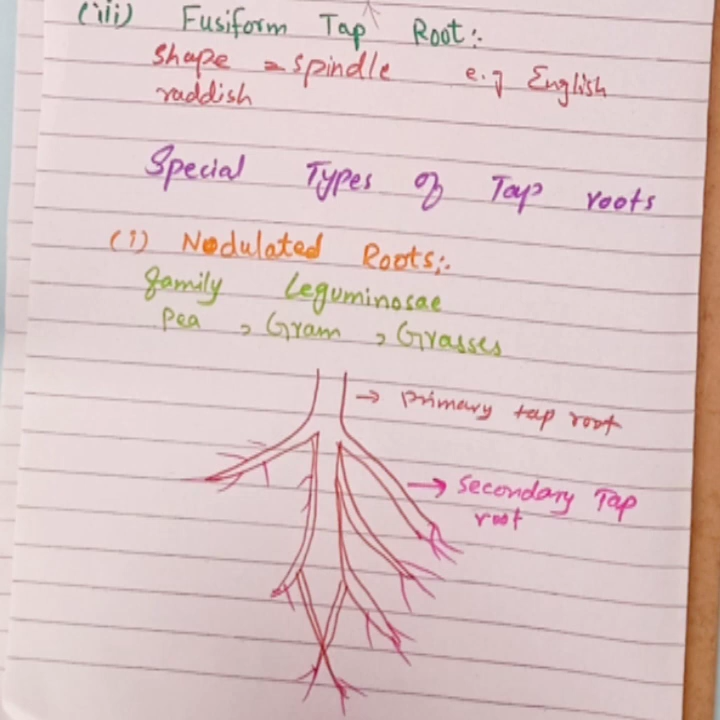 (iii) Fusiform Tap Root:-
Shape = spindle e.g English
raddish
Special Types of Tap roots
(i) Nodulated Roots:-
family Leguminosae
Pea , Gram , Grasses
→ primary tap root
→ Secondary Tap
root